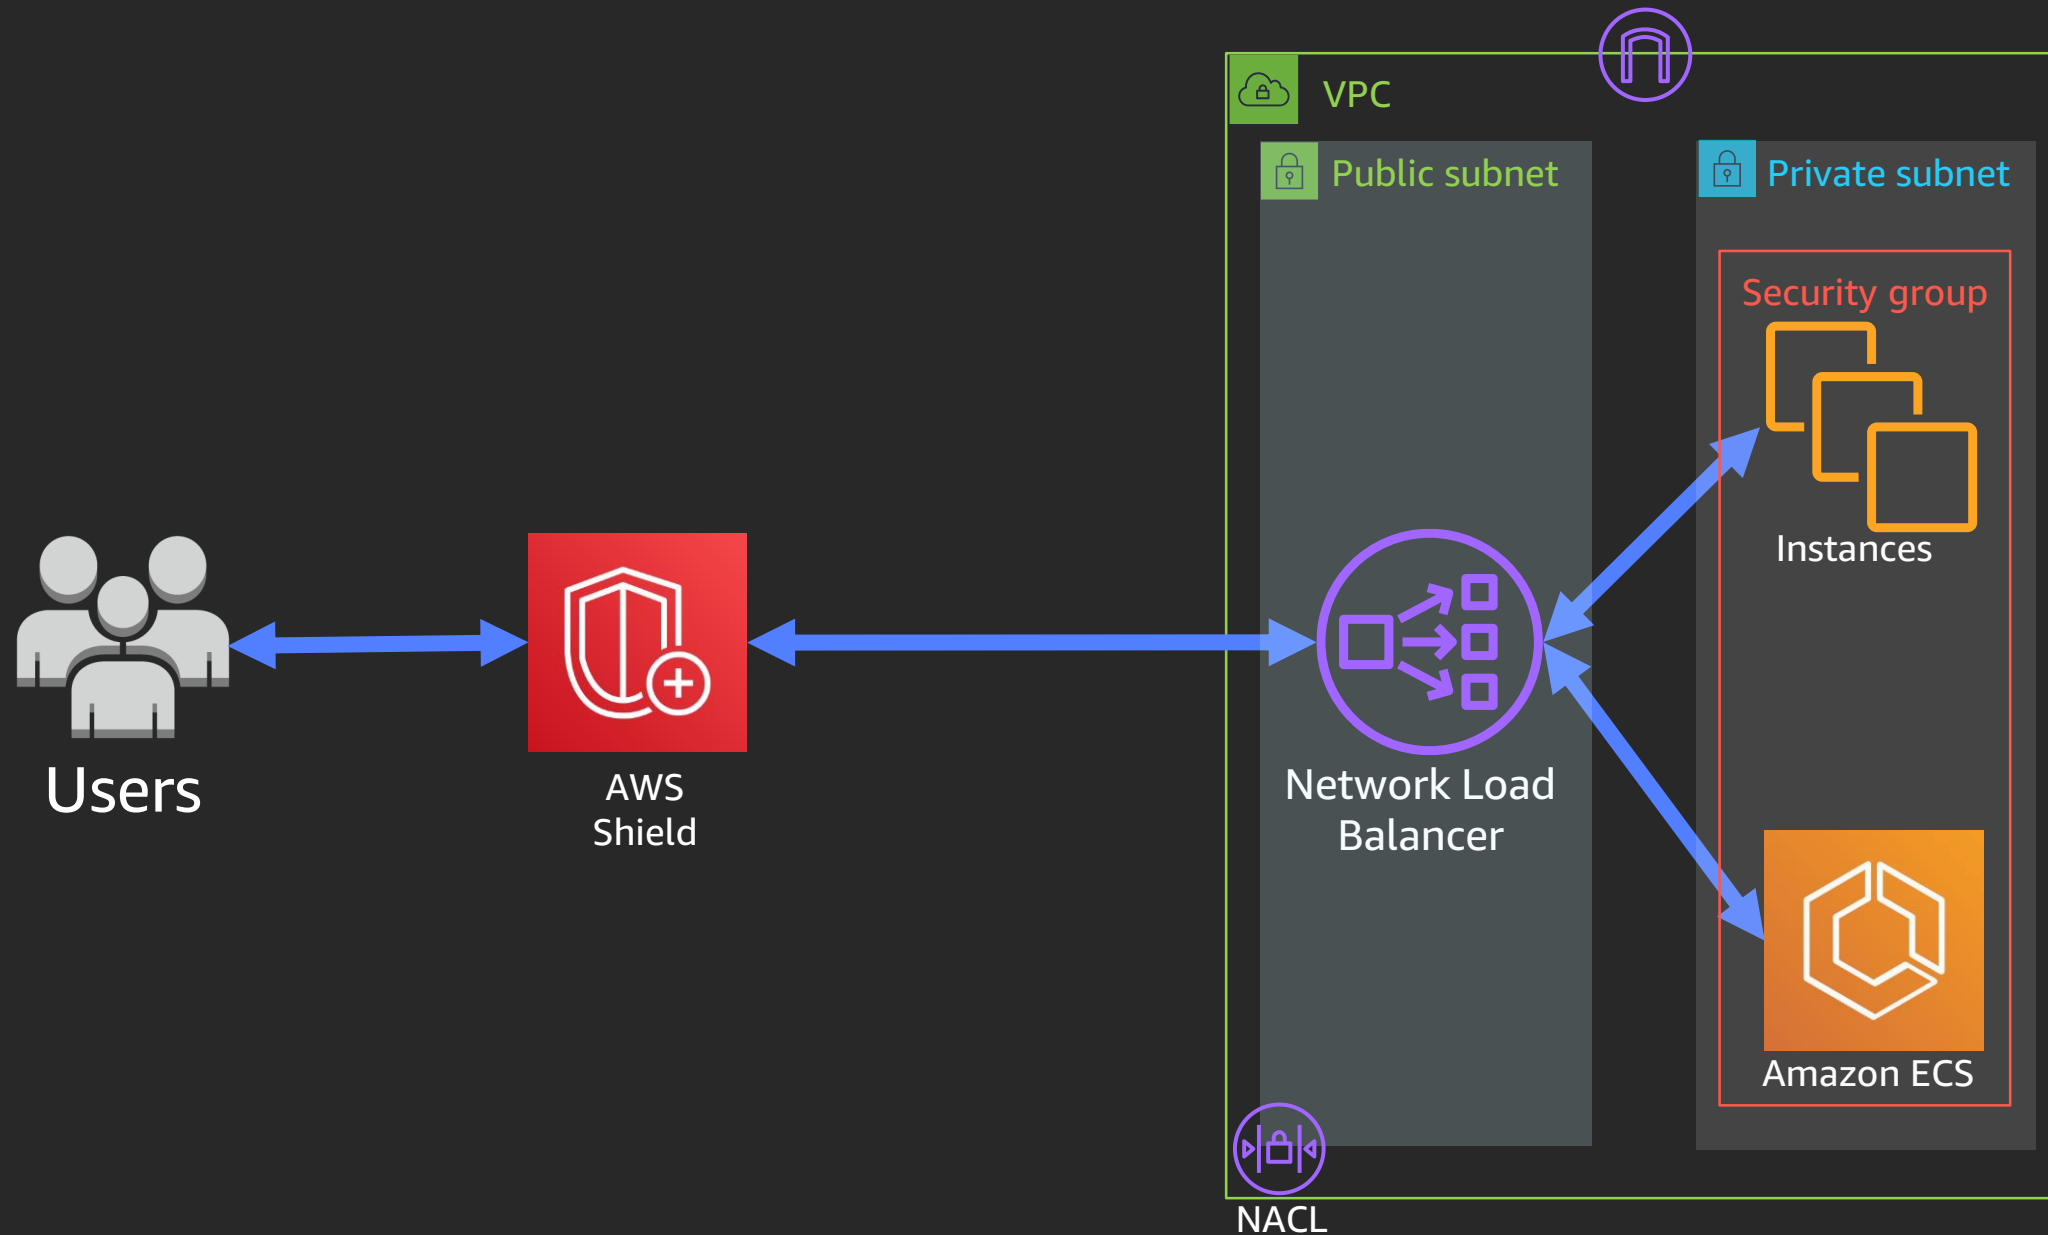 VPC
Public subnet
Private subnet
Security group
Instances
Users
AWS
Shield
Network Load
Balancer
Amazon ECS
NACL